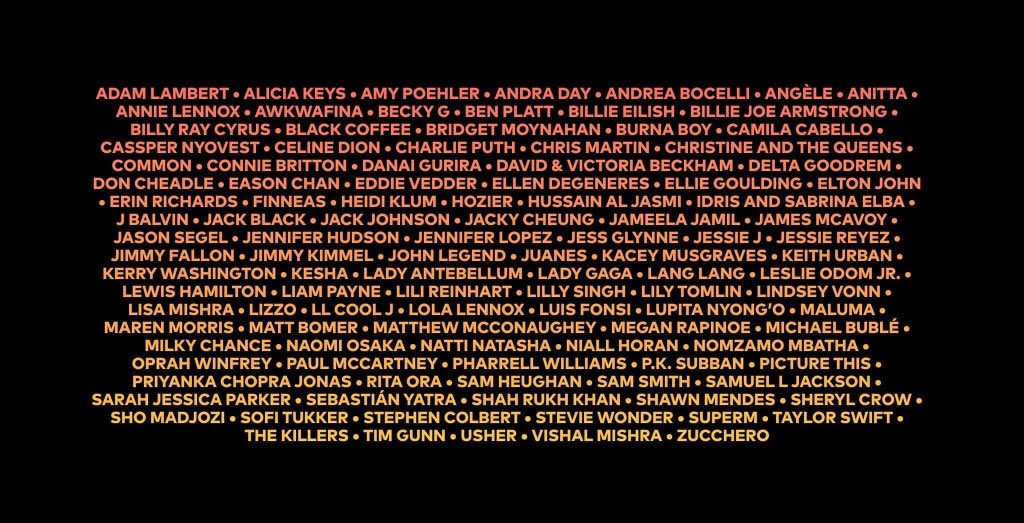 ADAM LAMBERT • ALICIA KEYS • AMY POEHLER • ANDRA DAY • ANDREA BOCELLI • ANGÈLE • ANITTA •
ANNIE LENNOX • AWKWAFINA • BECKY G • BEN PLATT • BILLIE EILISH • BILLIE JOE ARMSTRONG •
BILLY RAY CYRUS • BLACK COFFEE • BRIDGET MOYNAHAN • BURNA BOY • CAMILA CABELLO •
CASSPER NYOVEST • CELINE DION • CHARLIE PUTH • CHRIS MARTIN • CHRISTINE AND THE QUEENS •
COMMON • CONNIE BRITTON • DANAI GURIRA • DAVID & VICTORIA BECKHAM • DELTA GOODREM •
DON CHEADLE • EASON CHAN • EDDIE VEDDER • ELLEN DEGENERES • ELLIE GOULDING • ELTON JOHN
• ERIN RICHARDS • FINNEAS • HEIDI KLUM • HOZIER • HUSSAIN AL JASMI • IDRIS AND SABRINA ELBA •
J BALVIN • JACK BLACK • JACK JOHNSON • JACKY CHEUNG • JAMEELA JAMIL • JAMES MCAVOY •
JASON SEGEL • JENNIFER HUDSON • JENNIFER LOPEZ • JESS GLYNNE • JESSIE J • JESSIE REYEZ •
JIMMY FALLON • JIMMY KIMMEL • JOHN LEGEND • JUANES • KACEY MUSGRAVES • KEITH URBAN •
KERRY WASHINGTON • KESHA • LADY ANTEBELLUM • LADY GAGA • LANG LANG • LESLIE ODOM JR. •
LEWIS HAMILTON • LIAM PAYNE • LILI REINHART • LILLY SINGH • LILY TOMLIN • LINDSEY VONN •
LISA MISHRA • LIZZO • LL COOL J • LOLA LENNOX • LUIS FONSI • LUPITA NYONG'O • MALUMA •
MAREN MORRIS • MATT BOMER • MATTHEW MCCONAUGHEY • MEGAN RAPINOE • MICHAEL BUBLÉ •
MILKY CHANCE • NAOMI OSAKA • NATTI NATASHA • NIALL HORAN • NOMZAMO MBATHA •
OPRAH WINFREY • PAUL MCCARTNEY • PHARRELL WILLIAMS • P.K. SUBBAN • PICTURE THIS •
PRIYANKA CHOPRA JONAS • RITA ORA • SAM HEUGHAN • SAM SMITH • SAMUEL L JACKSON •
SARAH JESSICA PARKER • SEBASTIÁN YATRA • SHAH RUKH KHAN • SHAWN MENDES • SHERYL CROW •
SHO MADJOZI • SOFI TUKKER • STEPHEN COLBERT • STEVIE WONDER • SUPERM • TAYLOR SWIFT •
THE KILLERS • TIM GUNN • USHER • VISHAL MISHRA • ZUCCHERO